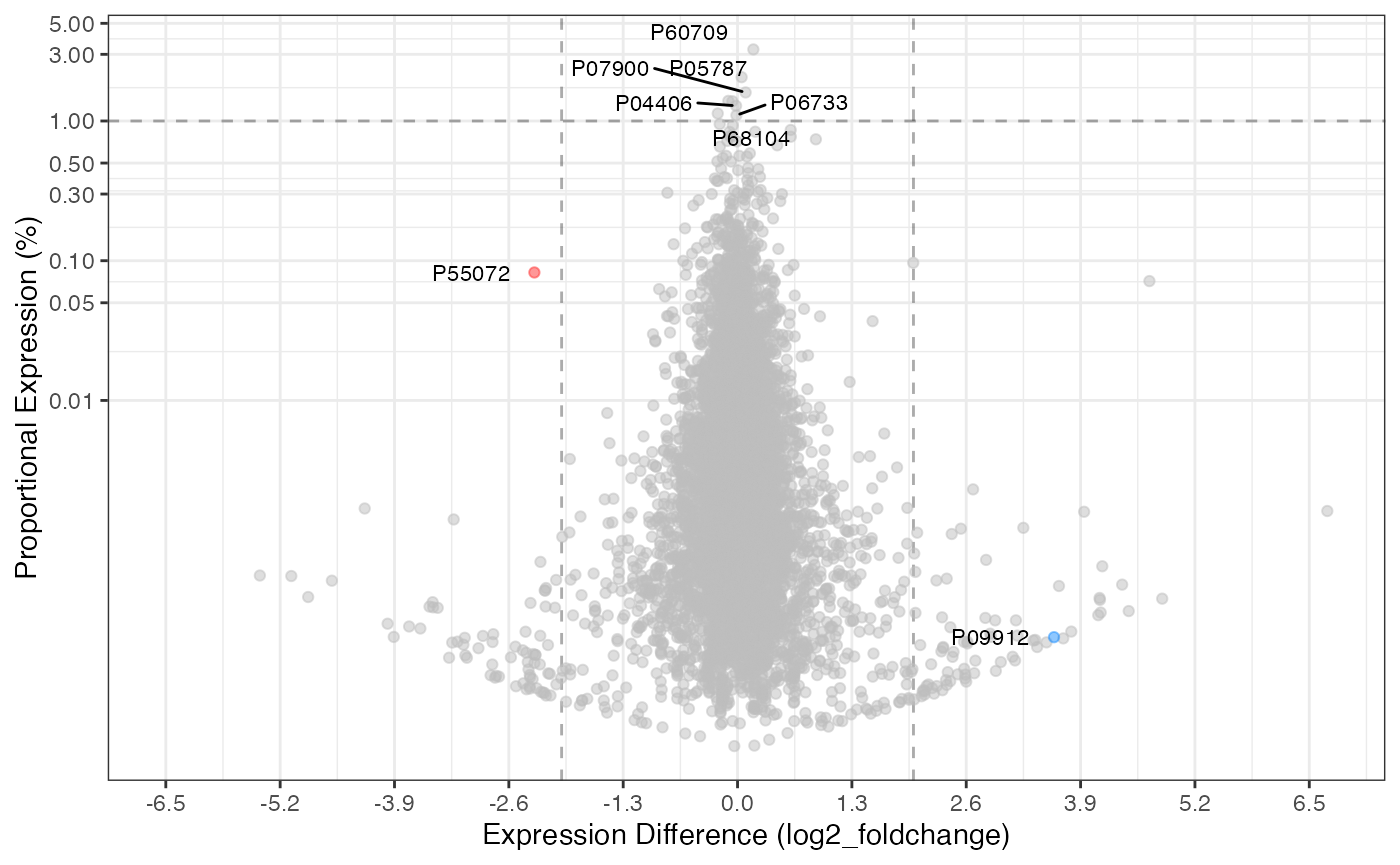 5.00
3.00
1.00
0.50
0.30
0.10
0.05
0.01
Proportional Expression (%)
P60709
P07900
P05787
P04406
P06733
P68104
P55072
P09912
-6.5
-5.2
-3.9
-2.6
-1.3
0.0
1.3
2.6
3.9
5.2
6.5
Expression Difference (log2_foldchange)